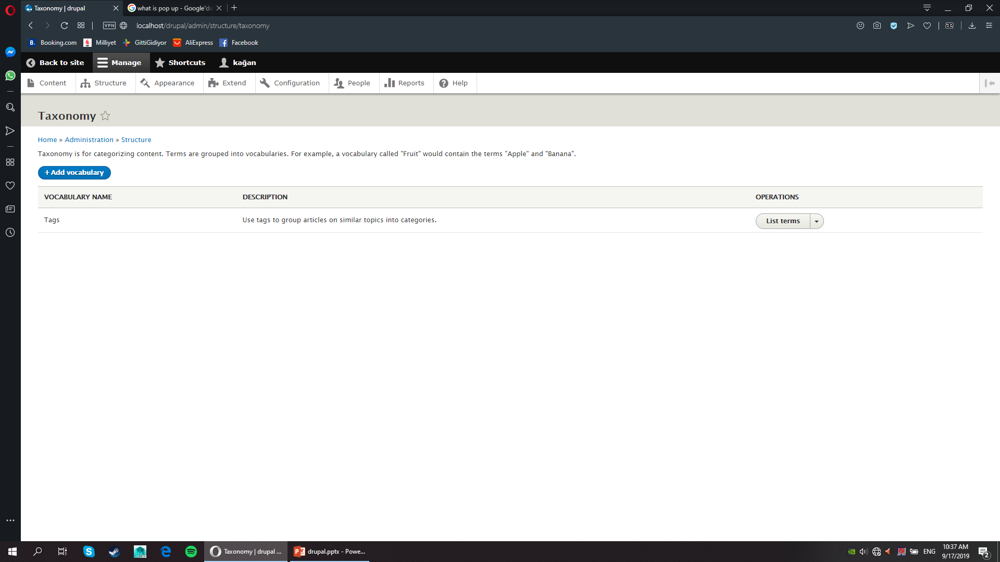 Taxonomy | drupal
what is pop up - Google'da
VPN
localhost/drupal/admin/structure/taxonomy
B. Booking.com
Milliyet
GittiGidiyor
AliExpress
Facebook
Back to site
Manage
Shortcuts
kağan
Content
Structure
Appearance
Extend
Configuration
People
Reports
Help
Taxonomy
Home » Administration » Structure
Taxonomy is for categorizing content. Terms are grouped into vocabularies. For example, a vocabulary called "Fruit" would contain the terms "Apple" and "Banana".
+ Add vocabulary
VOCABULARY NAME
DESCRIPTION
OPERATIONS
Tags
Use tags to group articles on similar topics into categories.
List terms
Taxonomy | drupal ...
drupal.pptx - Powe...
ENG
10:37 AM
9/17/2019
2